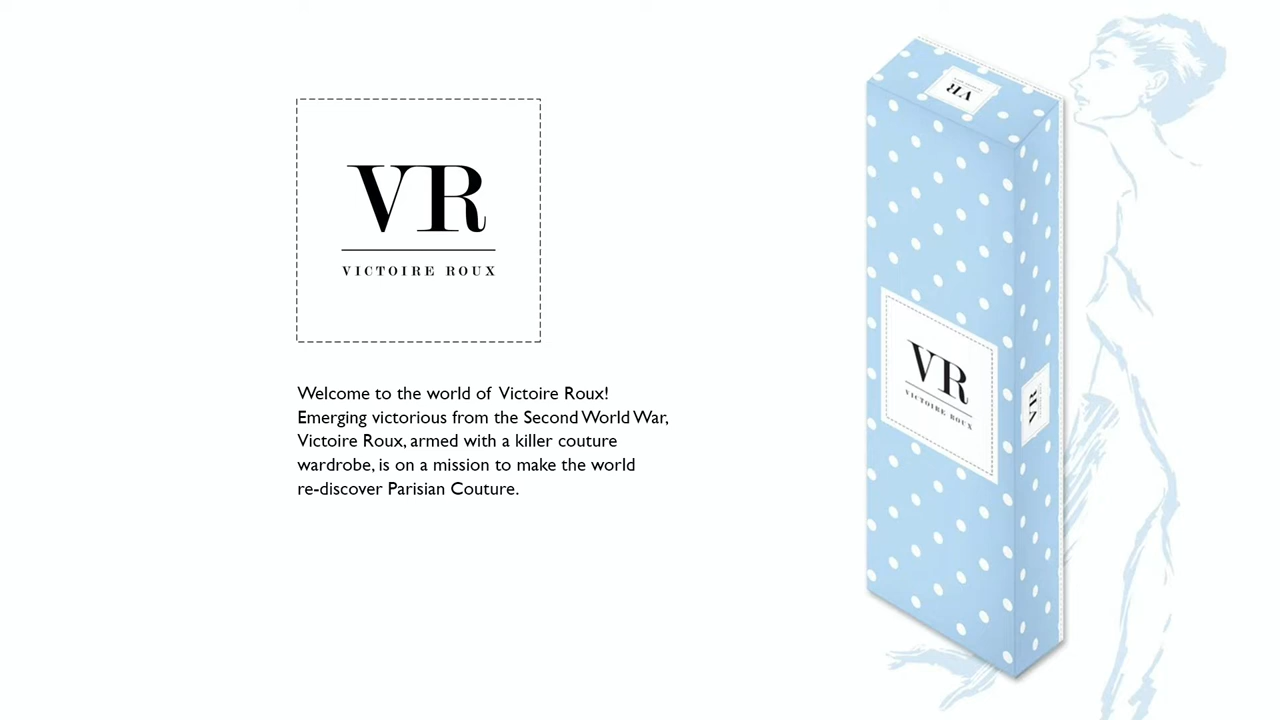 VR
VICTOIRE ROUX
Welcome to the world of Victoire Roux!
Emerging victorious from the Second World War,
Victoire Roux, armed with a killer couture
wardrobe, is on a mission to make the world
re-discover Parisian Couture.
VR
VR
VICTOIRE ROUX
VR